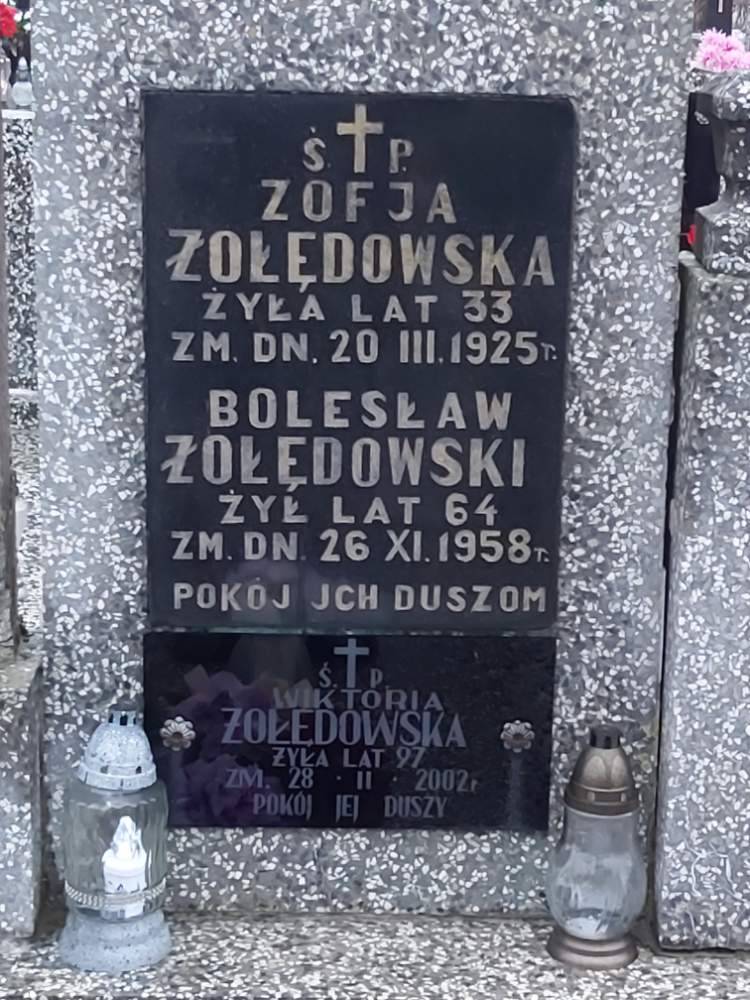 Ś. P.
ZOFJA
ŻOŁĘDOWSKA
ŻYŁA LAT 33
ZM. DN. 20 III. 1925 r.
BOLESŁAW
ŻOŁĘDOWSKI
ŻYŁ LAT 64
ZM. DN. 26 XI. 1958 r.
POKÓJ JCH DUSZOM
Ś. P.
WIKTORIA
ŻOŁĘDOWSKA
ŻYŁA LAT 97
ZM. 28 · II · 2002 r
POKÓJ JEJ DUSZY